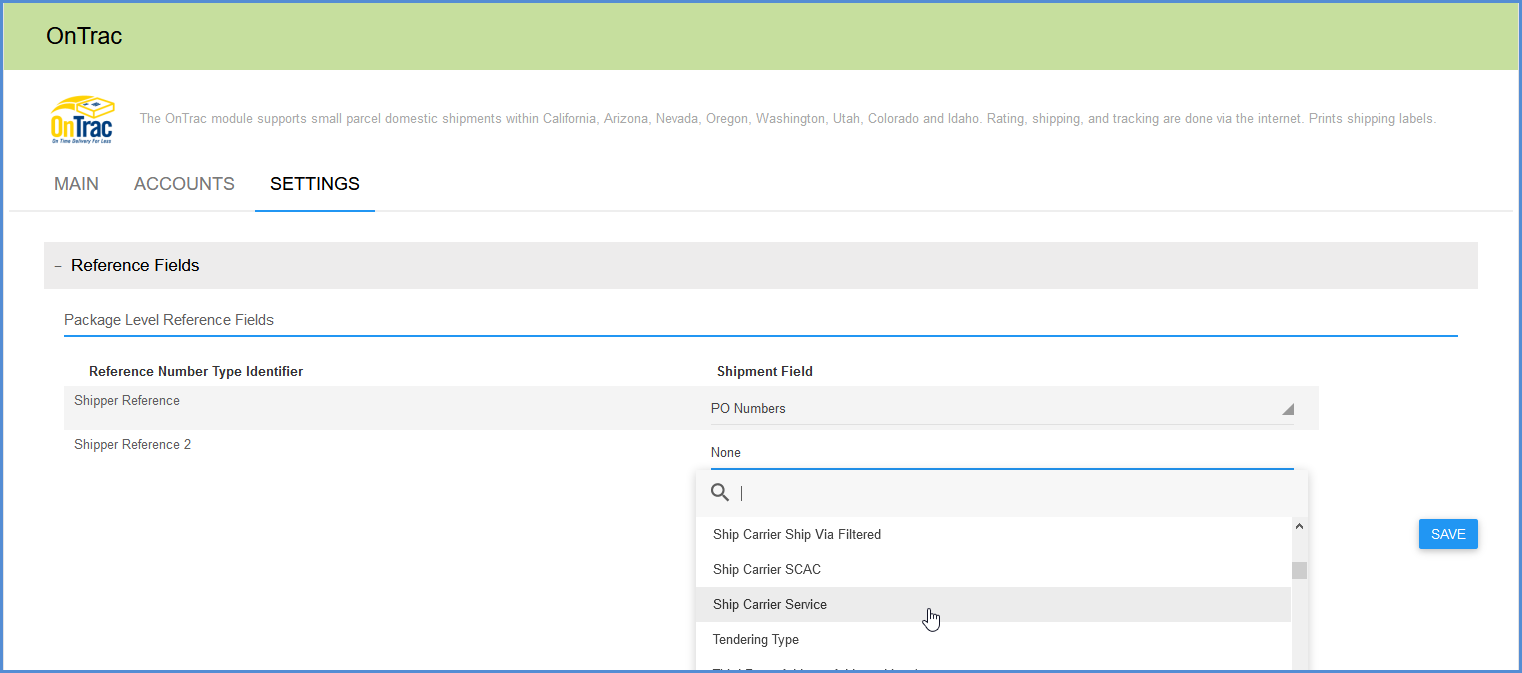 OnTrac
OnTrac
On Time Delivery For Less
The OnTrac module supports small parcel domestic shipments within California, Arizona, Nevada, Oregon, Washington, Utah, Colorado and Idaho. Rating, shipping, and tracking are done via the internet. Prints shipping labels.
MAIN ACCOUNTS SETTINGS
– Reference Fields
Package Level Reference Fields
Reference Number Type Identifier Shipment Field
Shipper Reference PO Numbers
Shipper Reference 2 None
Ship Carrier Ship Via Filtered
Ship Carrier SCAC
Ship Carrier Service
Tendering Type
SAVE